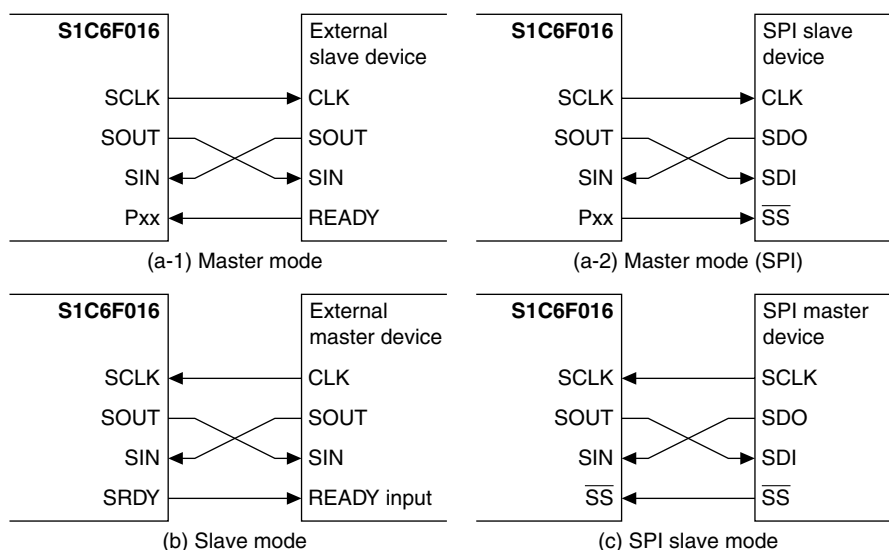 S1C6F016
SCLK
SOUT
SIN
Pxx
External
slave device
CLK
SOUT
SIN
READY
(a-1) Master mode
S1C6F016
SCLK
SOUT
SIN
Pxx
SPI slave
device
CLK
SDO
SDI
S̅S̅
(a-2) Master mode (SPI)
S1C6F016
SCLK
SOUT
SIN
SRDY
External
master device
CLK
SOUT
SIN
READY input
(b) Slave mode
S1C6F016
SCLK
SOUT
SIN
S̅S̅
SPI master
device
SCLK
SDO
SDI
S̅S̅
(c) SPI slave mode